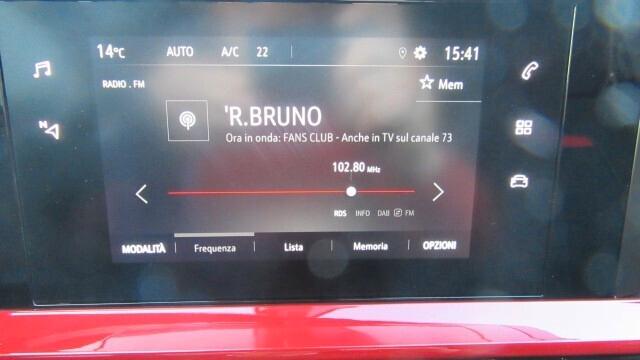 14°C AUTO A/C 22 15:41
RADIO . FM
Mem
'R.BRUNO
Ora in onda: FANS CLUB - Anche in TV sul canale 73
102.80 MHz
RDS INFO DAB FM
MODALITÀ Frequenza Lista Memoria OPZIONI
N